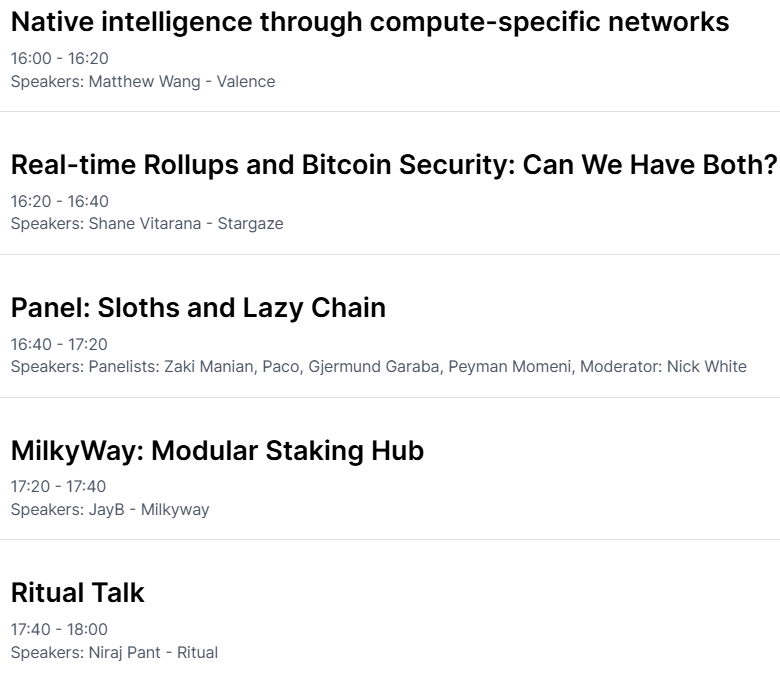 Native intelligence through compute-specific networks
16:00 - 16:20
Speakers: Matthew Wang - Valence
Real-time Rollups and Bitcoin Security: Can We Have Both?
16:20 - 16:40
Speakers: Shane Vitarana - Stargaze
Panel: Sloths and Lazy Chain
16:40 - 17:20
Speakers: Panelists: Zaki Manian, Paco, Gjermund Garaba, Peyman Momeni, Moderator: Nick White
MilkyWay: Modular Staking Hub
17:20 - 17:40
Speakers: JayB - Milkyway
Ritual Talk
17:40 - 18:00
Speakers: Niraj Pant - Ritual